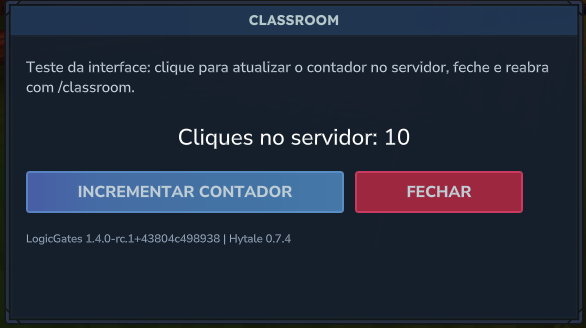 CLASSROOM
Teste da interface: clique para atualizar o contador no servidor, feche e reabra
com /classroom.
Cliques no servidor: 10
INCREMENTAR CONTADOR
FECHAR
LogicGates 1.4.0-rc.1+43804c498938 | Hytale 0.7.4